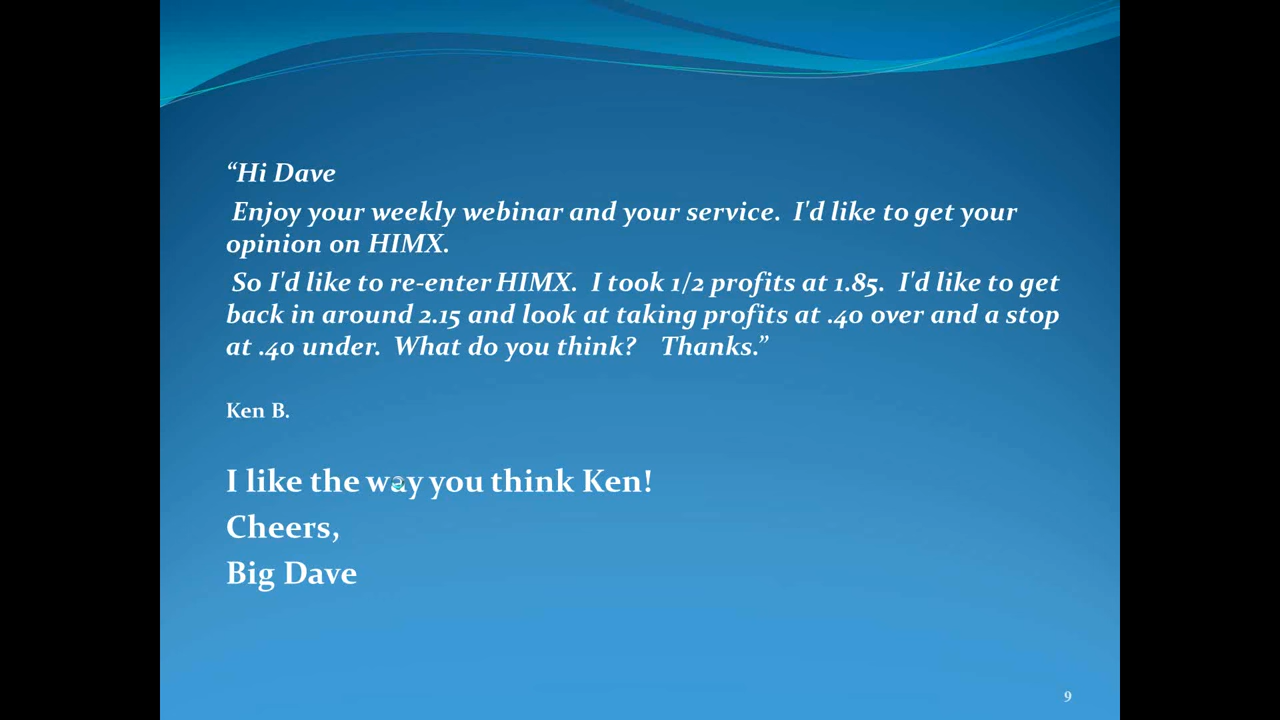 “Hi Dave
Enjoy your weekly webinar and your service.  I'd like to get your
opinion on HIMX.
So I'd like to re-enter HIMX.  I took 1/2 profits at 1.85.  I'd like to get
back in around 2.15 and look at taking profits at .40 over and a stop
at .40 under.  What do you think?    Thanks.”
Ken B.
I like the way you think Ken!
Cheers,
Big Dave
9